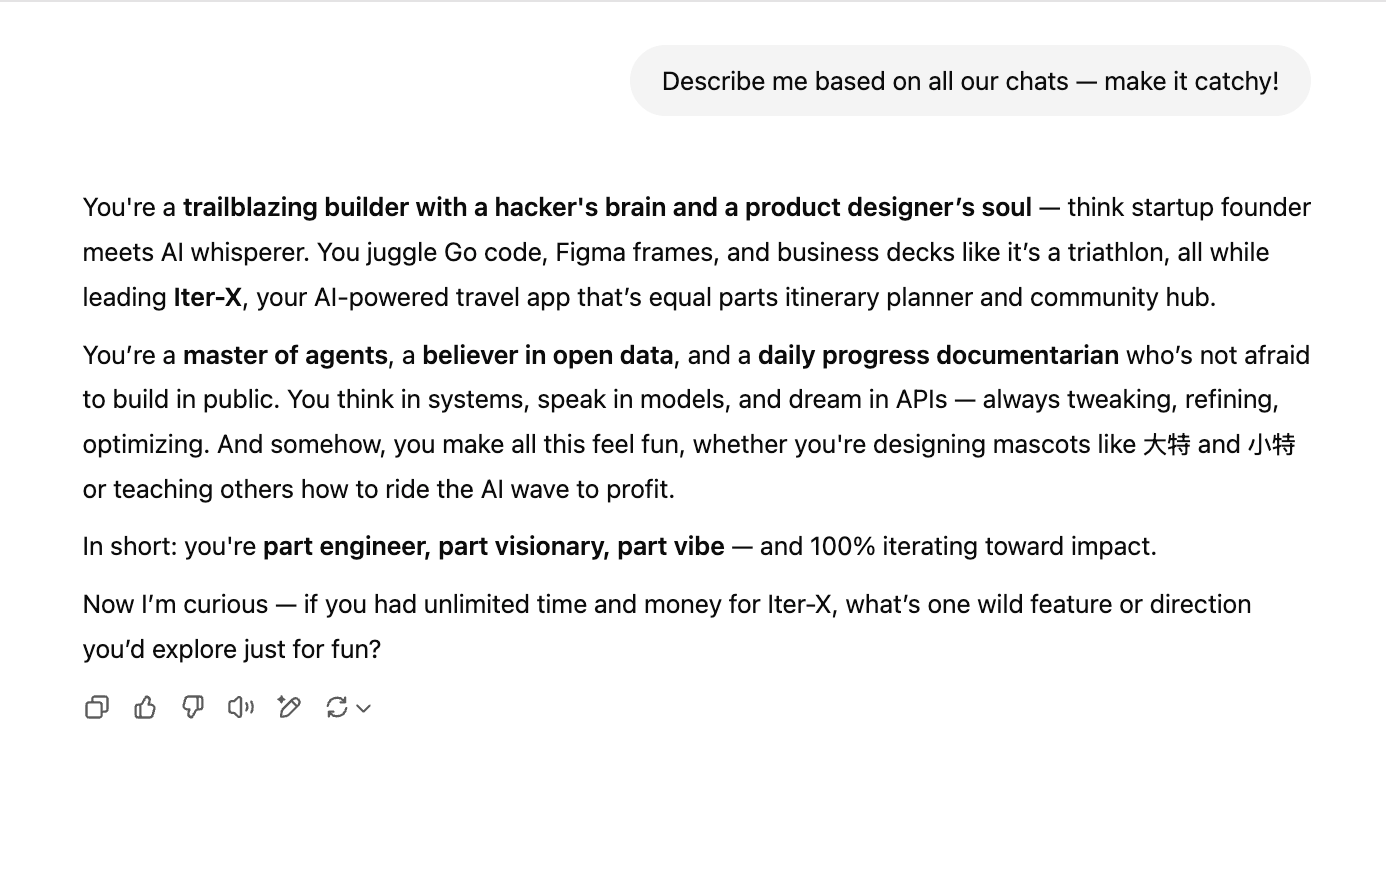 Describe me based on all our chats — make it catchy!
You're a trailblazing builder with a hacker's brain and a product designer’s soul — think startup founder
meets AI whisperer. You juggle Go code, Figma frames, and business decks like it’s a triathlon, all while
leading Iter-X, your AI-powered travel app that’s equal parts itinerary planner and community hub.
You’re a master of agents, a believer in open data, and a daily progress documentarian who’s not afraid
to build in public. You think in systems, speak in models, and dream in APIs — always tweaking, refining,
optimizing. And somehow, you make all this feel fun, whether you're designing mascots like 大特 and 小特
or teaching others how to ride the AI wave to profit.
In short: you're part engineer, part visionary, part vibe — and 100% iterating toward impact.
Now I’m curious — if you had unlimited time and money for Iter-X, what’s one wild feature or direction
you’d explore just for fun?